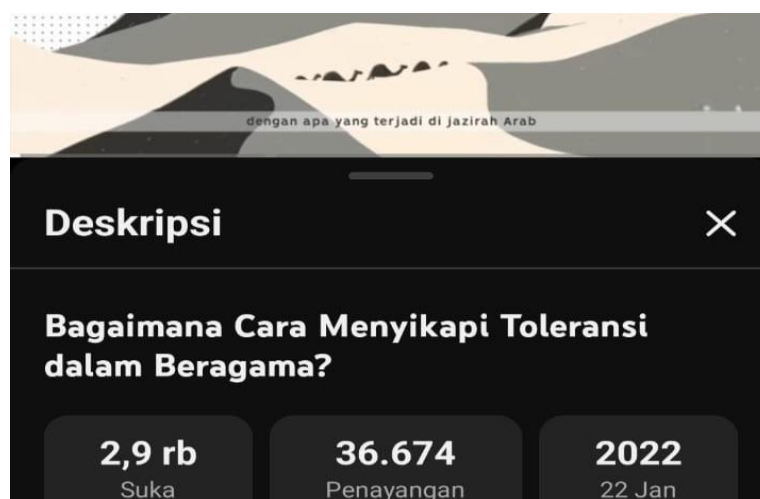 dengan apa yang terjadi di jazirah Arab
Deskripsi
Bagaimana Cara Menyikapi Toleransi
dalam Beragama?
2,9 rb 36.674 2022
Suka Penayangan 22 Jan